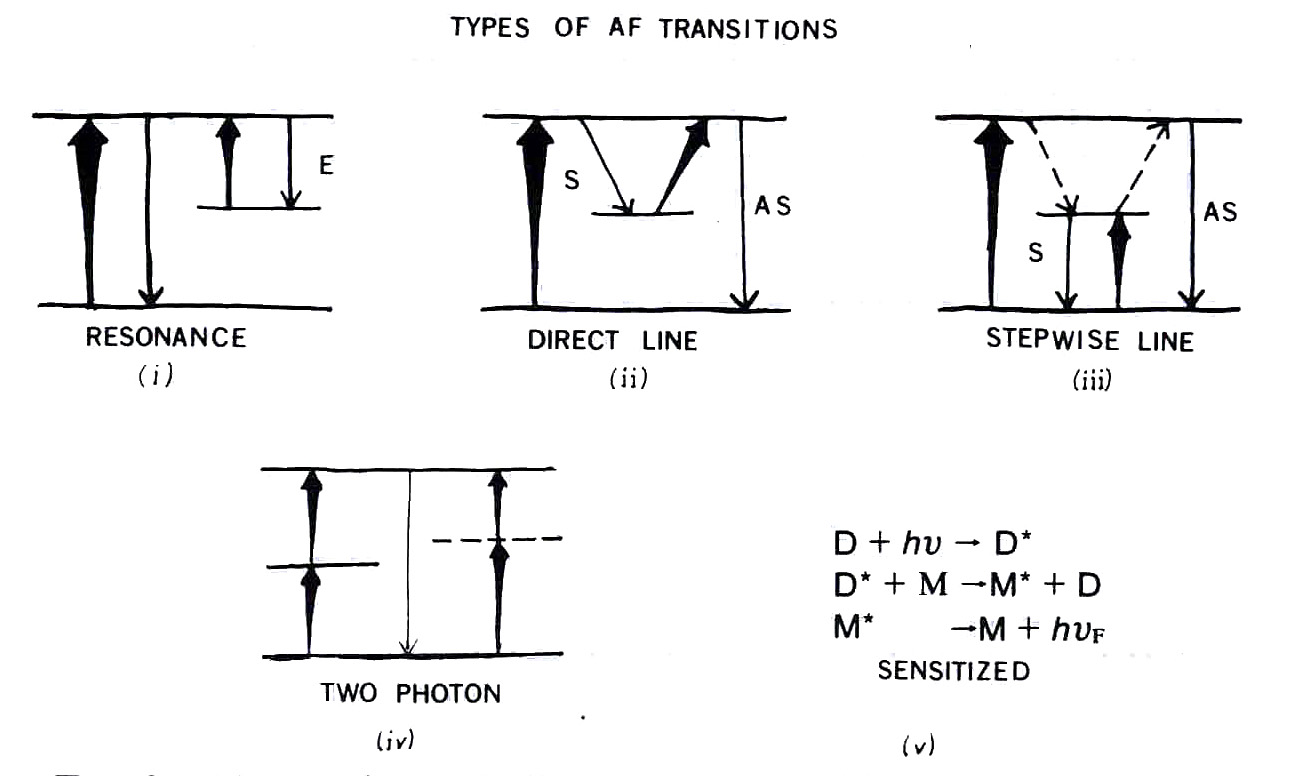 TYPES OF AF TRANSITIONS
E
S
AS
S
AS
RESONANCE
(i)
DIRECT LINE
(ii)
STEPWISE LINE
(iii)
D + hυ → D*
D* + M →M* + D
M* →M + hυF
TWO PHOTON
(iv)
SENSITIZED
(v)